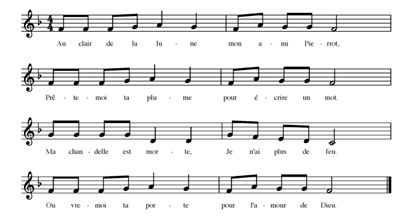 Au clair de la lu - ne mon a - mi Pier - rot,
Prê - te - moi ta plu - me pour é - crire un mot.
Ma chan - delle est mor - te, Je n'ai plus de feu.
Ou vre - moi ta por - te pour l'a - mour de Dieu.